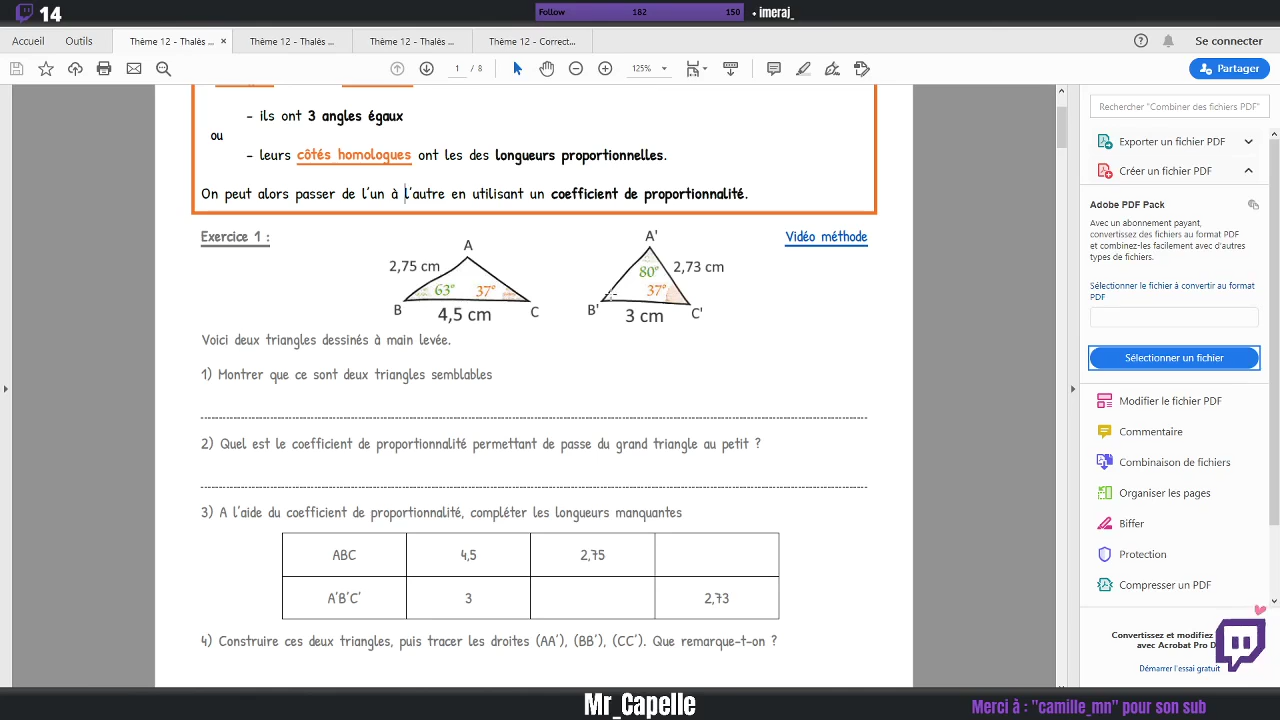 14
Follow 182 150
imeraj_
Accueil Outils Thème 12 - Thalès ... × Thème 12 - Thalès ... Thème 12 - Thalès ... Thème 12 - Correct... Se connecter
1 / 8 125% Partager
- ils ont 3 angles égaux
ou
- leurs côtés homologues ont les des longueurs proportionnelles.
On peut alors passer de l'un à l'autre en utilisant un coefficient de proportionnalité.
Exercice 1 : Vidéo méthode
A
2,75 cm
63° 37°
B
4,5 cm
C
A'
80° 2,73 cm
37°
B'
3 cm
C'
Voici deux triangles dessinés à main levée.
1) Montrer que ce sont deux triangles semblables
2) Quel est le coefficient de proportionnalité permettant de passe du grand triangle au petit ?
3) A l'aide du coefficient de proportionnalité, compléter les longueurs manquantes
ABC 4,5 2,75
A'B'C' 3 2,73
4) Construire ces deux triangles, puis tracer les droites (AA'), (BB'), (CC'). Que remarque-t-on ?
Rechercher "Combiner des fichiers PDF"
Exporter un fichier PDF
Créer un fichier PDF
Adobe PDF Pack
Avec un abonnement payant,
convertissez des fichiers au format PDF
et combinez-les facilement avec d'autres
types de fichiers.
Sélectionner le fichier à convertir au format
PDF
Sélectionner un fichier
Modifier le fichier PDF
Commentaire
Combinaison de fichiers
Organiser les pages
Biffer
Protection
Compresser un PDF
Convertissez et modifiez
avec Acrobat Pro D
Démarrer l'essai gratuit
Mr_Capelle
Merci à : "camille_mn" pour son sub